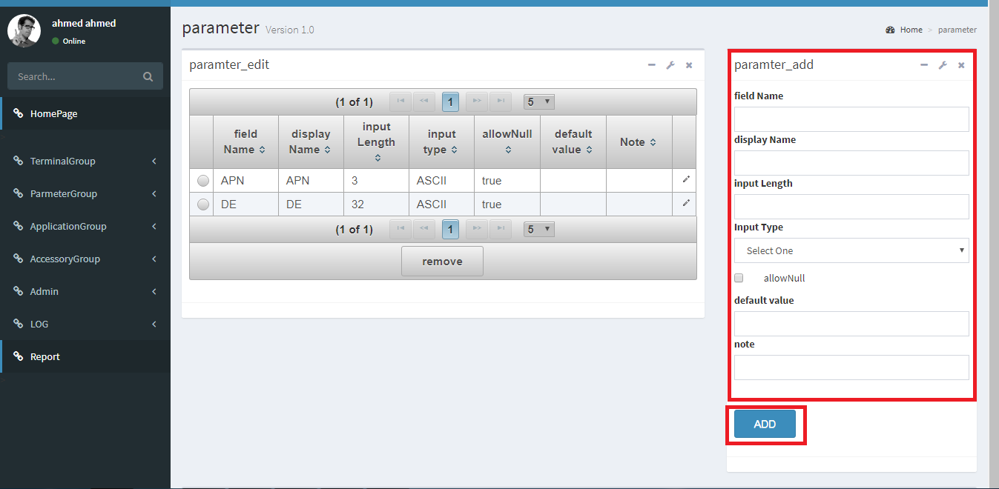 ahmed ahmed
Online
Search...
HomePage
TerminalGroup
ParmeterGroup
ApplicationGroup
AccessoryGroup
Admin
LOG
Report
parameter Version 1.0
Home > parameter
paramter_edit
(1 of 1) 1 5
field Name
display Name
input Length
input type
allowNull
default value
Note
APN APN 3 ASCII true
DE DE 32 ASCII true
(1 of 1) 1 5
remove
paramter_add
field Name
display Name
input Length
Input Type
Select One
allowNull
default value
note
ADD